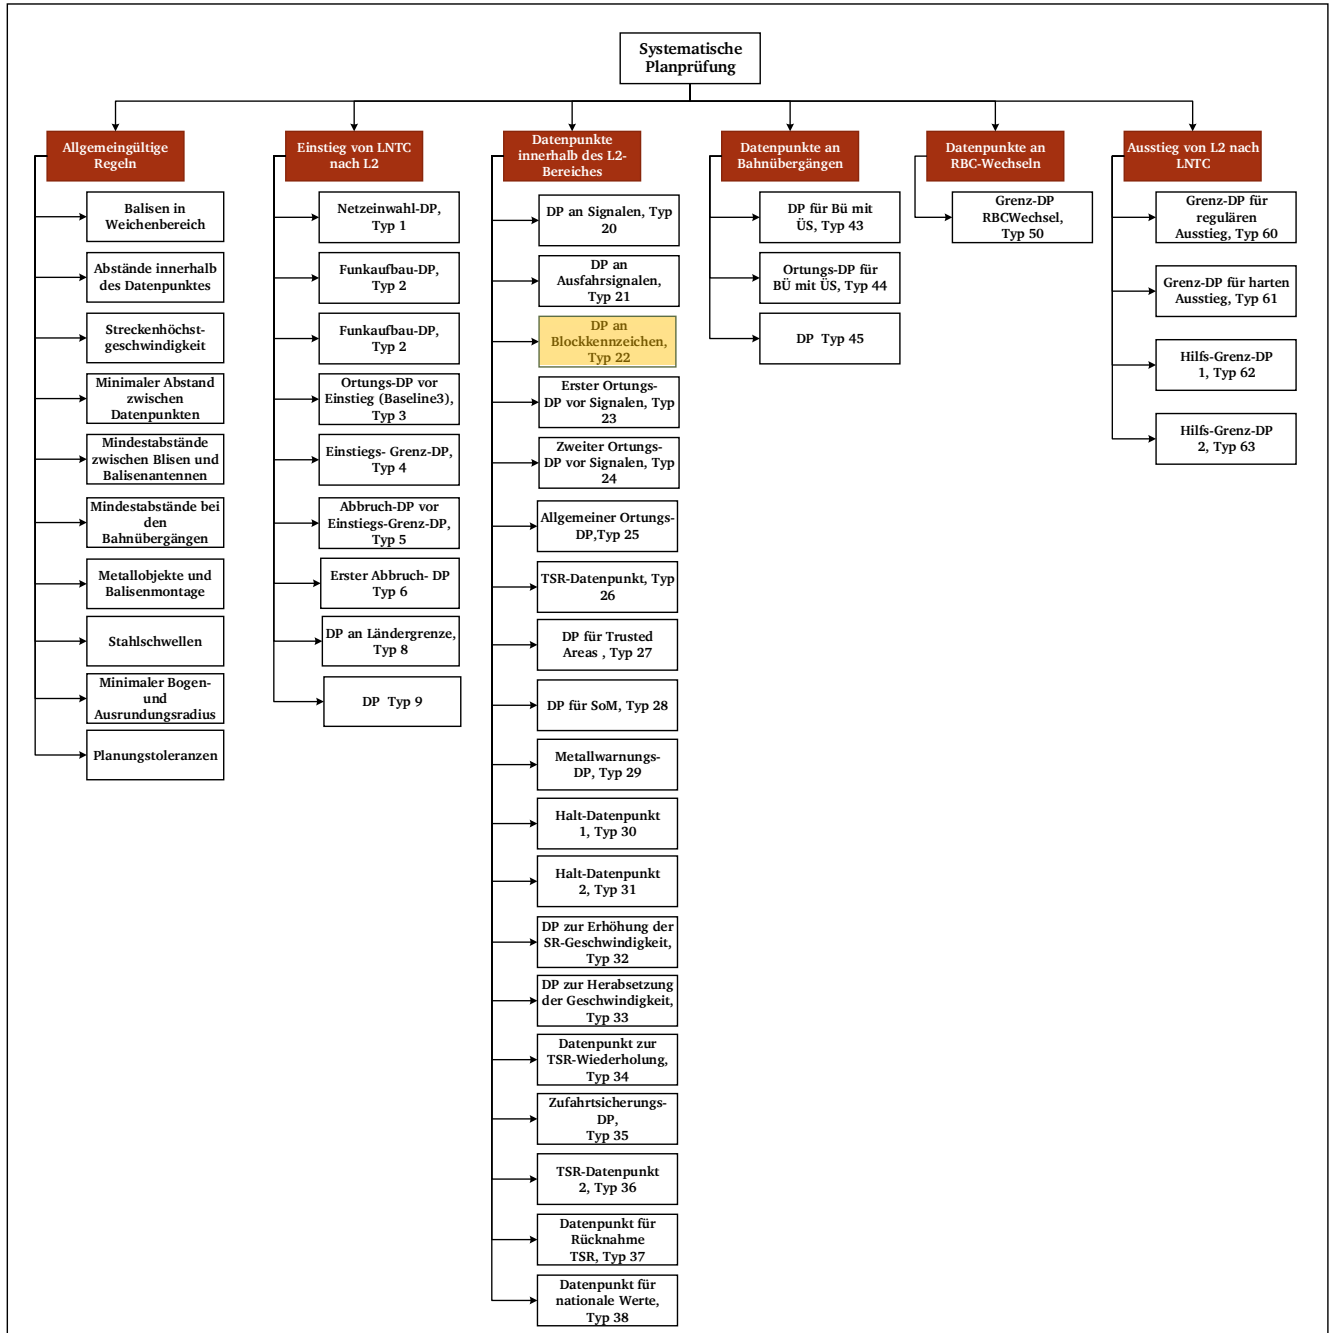 Systematische
Planprüfung
Allgemeingültige
Regeln
Balisen in
Weichenbereich
Abstände innerhalb
des Datenpunktes
Streckenhöchst-
geschwindigkeit
Minimaler Abstand
zwischen
Datenpunkten
Mindestabstände
zwischen Blisen und
Balisenantennen
Mindestabstände bei
den
Bahnübergängen
Metallobjekte und
Balisenmontage
Stahlschwellen
Minimaler Bogen-
und
Ausrundungsradius
Planungstoleranzen
Einstieg von LNTC
nach L2
Netzeinwahl-DP,
Typ 1
Funkaufbau-DP,
Typ 2
Funkaufbau-DP,
Typ 2
Ortungs-DP vor
Einstieg (Baseline3),
Typ 3
Einstiegs- Grenz-DP,
Typ 4
Abbruch-DP vor
Einstiegs-Grenz-DP,
Typ 5
Erster Abbruch- DP
Typ 6
DP an Ländergrenze,
Typ 8
DP  Typ 9
Datenpunkte
innerhalb des L2-
Bereiches
DP an Signalen, Typ
20
DP an
Ausfahrsignalen,
Typ 21
DP an
Blockkennzeichen,
Typ 22
Erster Ortungs-
DP vor Signalen, Typ
23
Zweiter Ortungs-
DP vor Signalen, Typ
24
Allgemeiner Ortungs-
DP,Typ 25
TSR-Datenpunkt, Typ
26
DP für Trusted
Areas , Typ 27
DP für SoM, Typ 28
Metallwarnungs-
DP, Typ 29
Halt-Datenpunkt
1, Typ 30
Halt-Datenpunkt
2, Typ 31
DP zur Erhöhung der
SR-Geschwindigkeit,
Typ 32
DP zur Herabsetzung
der Geschwindigkeit,
Typ 33
Datenpunkt zur
TSR-Wiederholung,
Typ 34
Zufahrtsicherungs-
DP,
Typ 35
TSR-Datenpunkt
2, Typ 36
Datenpunkt für
Rücknahme
TSR, Typ 37
Datenpunkt für
nationale Werte,
Typ 38
Datenpunkte an
Bahnübergängen
DP für Bü mit
ÜS, Typ 43
Ortungs-DP für
BÜ mit ÜS, Typ 44
DP  Typ 45
Datenpunkte an
RBC-Wechseln
Grenz-DP
RBCWechsel,
Typ 50
Ausstieg von L2 nach
LNTC
Grenz-DP für
regulären
Ausstieg, Typ 60
Grenz-DP für harten
Ausstieg, Typ 61
Hilfs-Grenz-DP
1, Typ 62
Hilfs-Grenz-DP
2, Typ 63